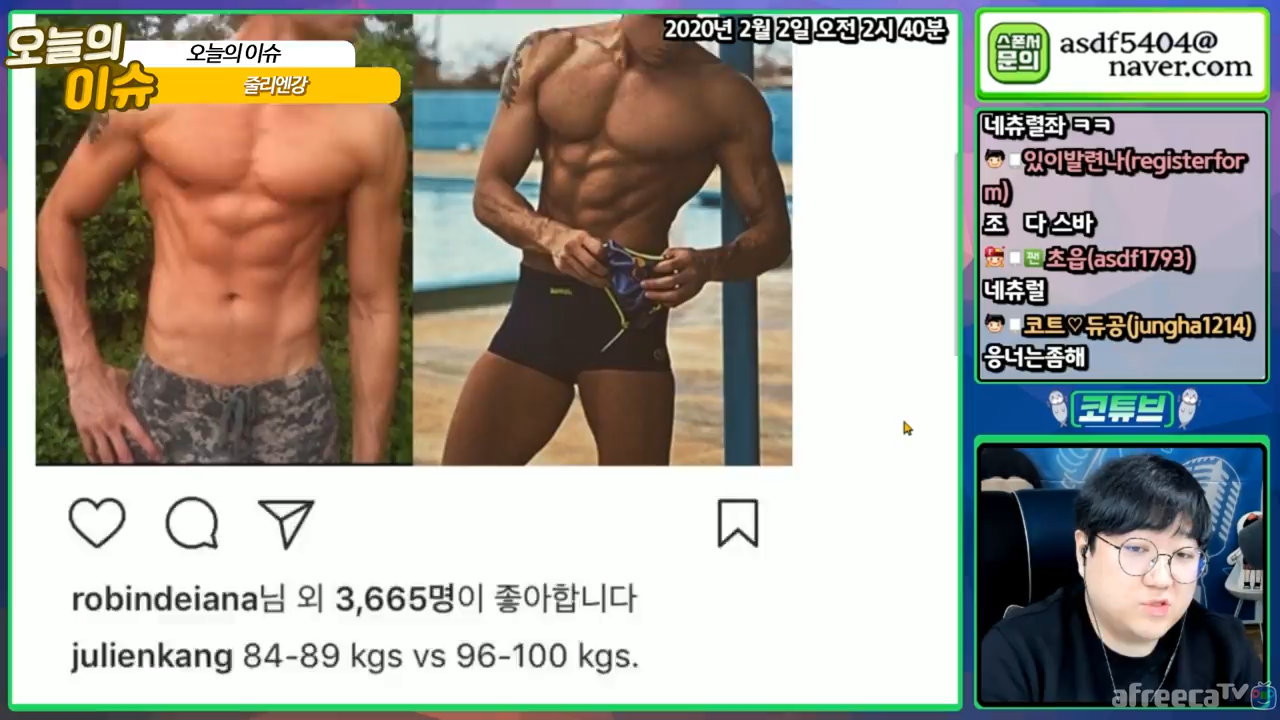 오늘의
이슈
오늘의 이슈
줄리엔강
2020년 2월 2일 오전 2시 40분
스폰서
문의
asdf5404@
naver.com
네츄렬좌 ㅋㅋ
있이발련나(registerfor
m)
조 다 스바
팬 초읍(asdf1793)
네츄럴
코트♡듀공(jungha1214)
웅너는좀해
코튜브
robindeiana님 외 3,665명이 좋아합니다
julienkang 84-89 kgs vs 96-100 kgs.
afreecaTV